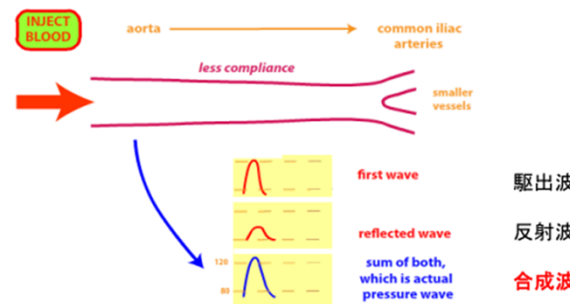 INJECT
BLOOD
aorta
common iliac
arteries
less compliance
smaller
vessels
first wave
駆出波
reflected wave
反射波
120
80
sum of both,
which is actual
pressure wave
合成波